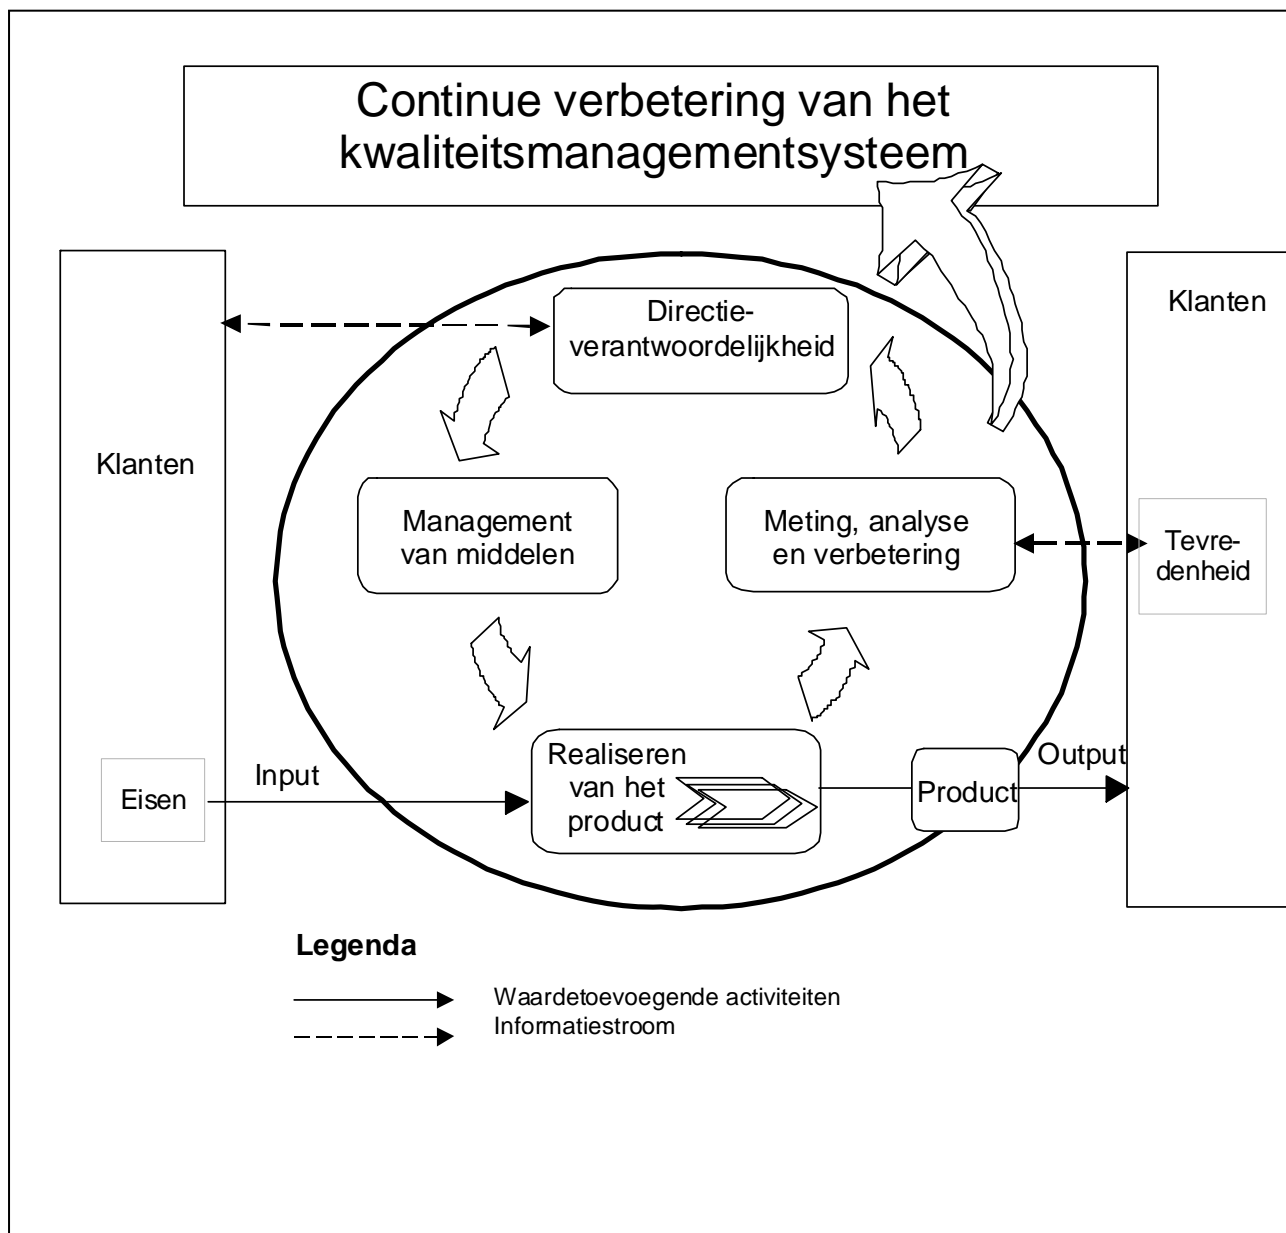 Continue verbetering van het
kwaliteitsmanagementsysteem
Klanten
Directie-
verantwoordelijkheid
Klanten
Management
van middelen
Meting, analyse
en verbetering
Tevre-
denheid
Eisen
Input
Realiseren
van het
product
Product
Output
Legenda
Waardetoevoegende activiteiten
Informatiestroom